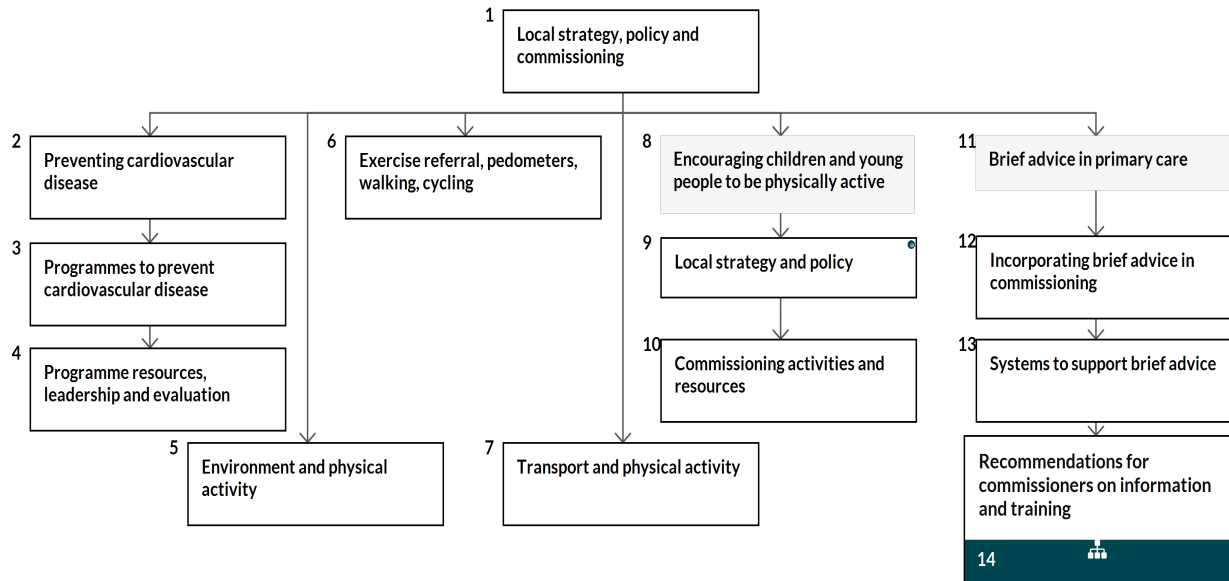 1
Local strategy, policy and
commissioning
2
Preventing cardiovascular
disease
3
Programmes to prevent
cardiovascular disease
4
Programme resources,
leadership and evaluation
5
Environment and physical
activity
6
Exercise referral, pedometers,
walking, cycling
7
Transport and physical activity
8
Encouraging children and young
people to be physically active
9
Local strategy and policy
10
Commissioning activities and
resources
11
Brief advice in primary care
12
Incorporating brief advice in
commissioning
13
Systems to support brief advice
Recommendations for
commissioners on information
and training
14